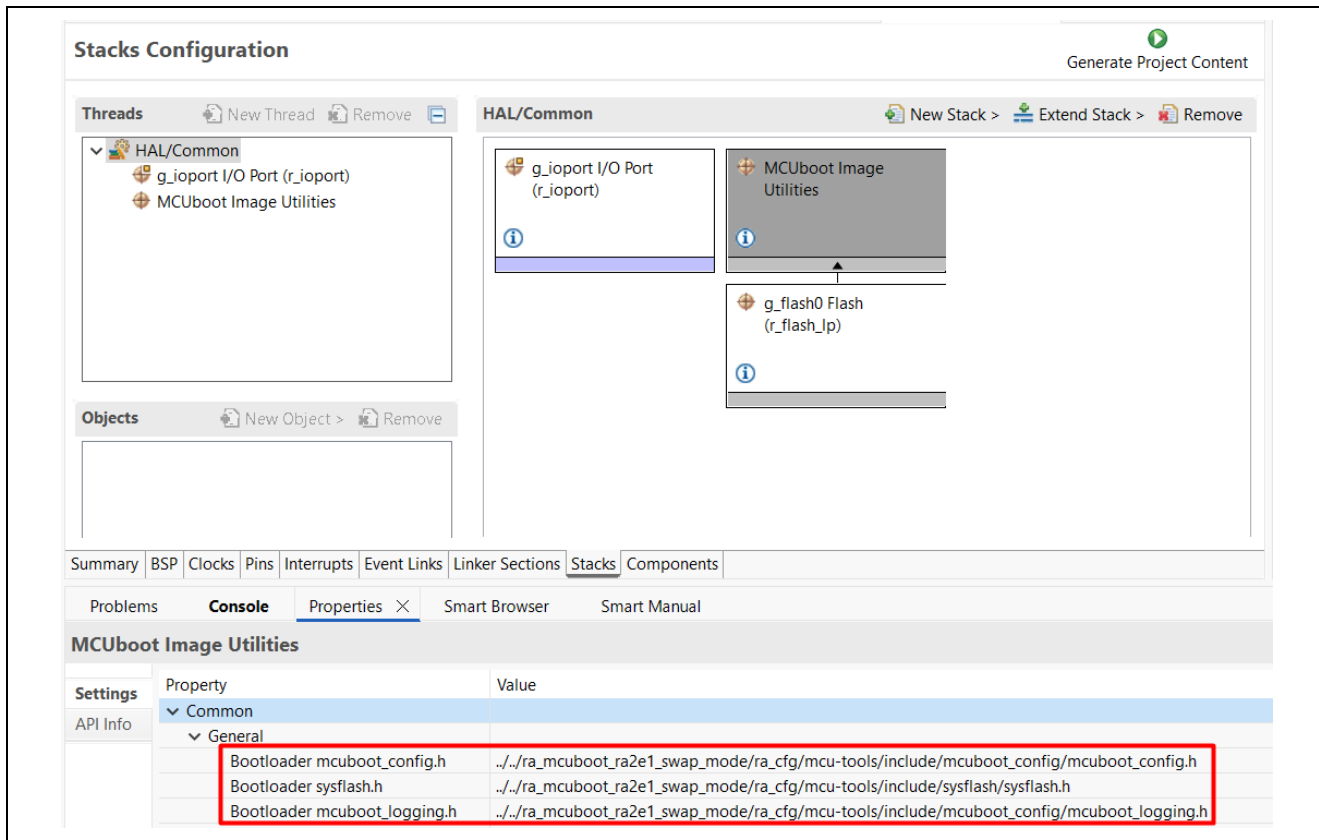 Stacks Configuration
Generate Project Content
Threads
New Thread
Remove
HAL/Common
New Stack >
Extend Stack >
Remove
HAL/Common
g_ioport I/O Port (r_ioport)
MCUboot Image Utilities
g_ioport I/O Port
(r_ioport)
MCUboot Image
Utilities
g_flash0 Flash
(r_flash_lp)
Objects
New Object >
Remove
Summary BSP Clocks Pins Interrupts Event Links Linker Sections Stacks Components
Problems Console Properties Smart Browser Smart Manual
MCUboot Image Utilities
Settings
API Info
Property Value
Common
General
Bootloader mcuboot_config.h ../../ra_mcuboot_ra2e1_swap_mode/ra_cfg/mcu-tools/include/mcuboot_config/mcuboot_config.h
Bootloader sysflash.h ../../ra_mcuboot_ra2e1_swap_mode/ra_cfg/mcu-tools/include/sysflash/sysflash.h
Bootloader mcuboot_logging.h ../../ra_mcuboot_ra2e1_swap_mode/ra_cfg/mcu-tools/include/mcuboot_config/mcuboot_logging.h